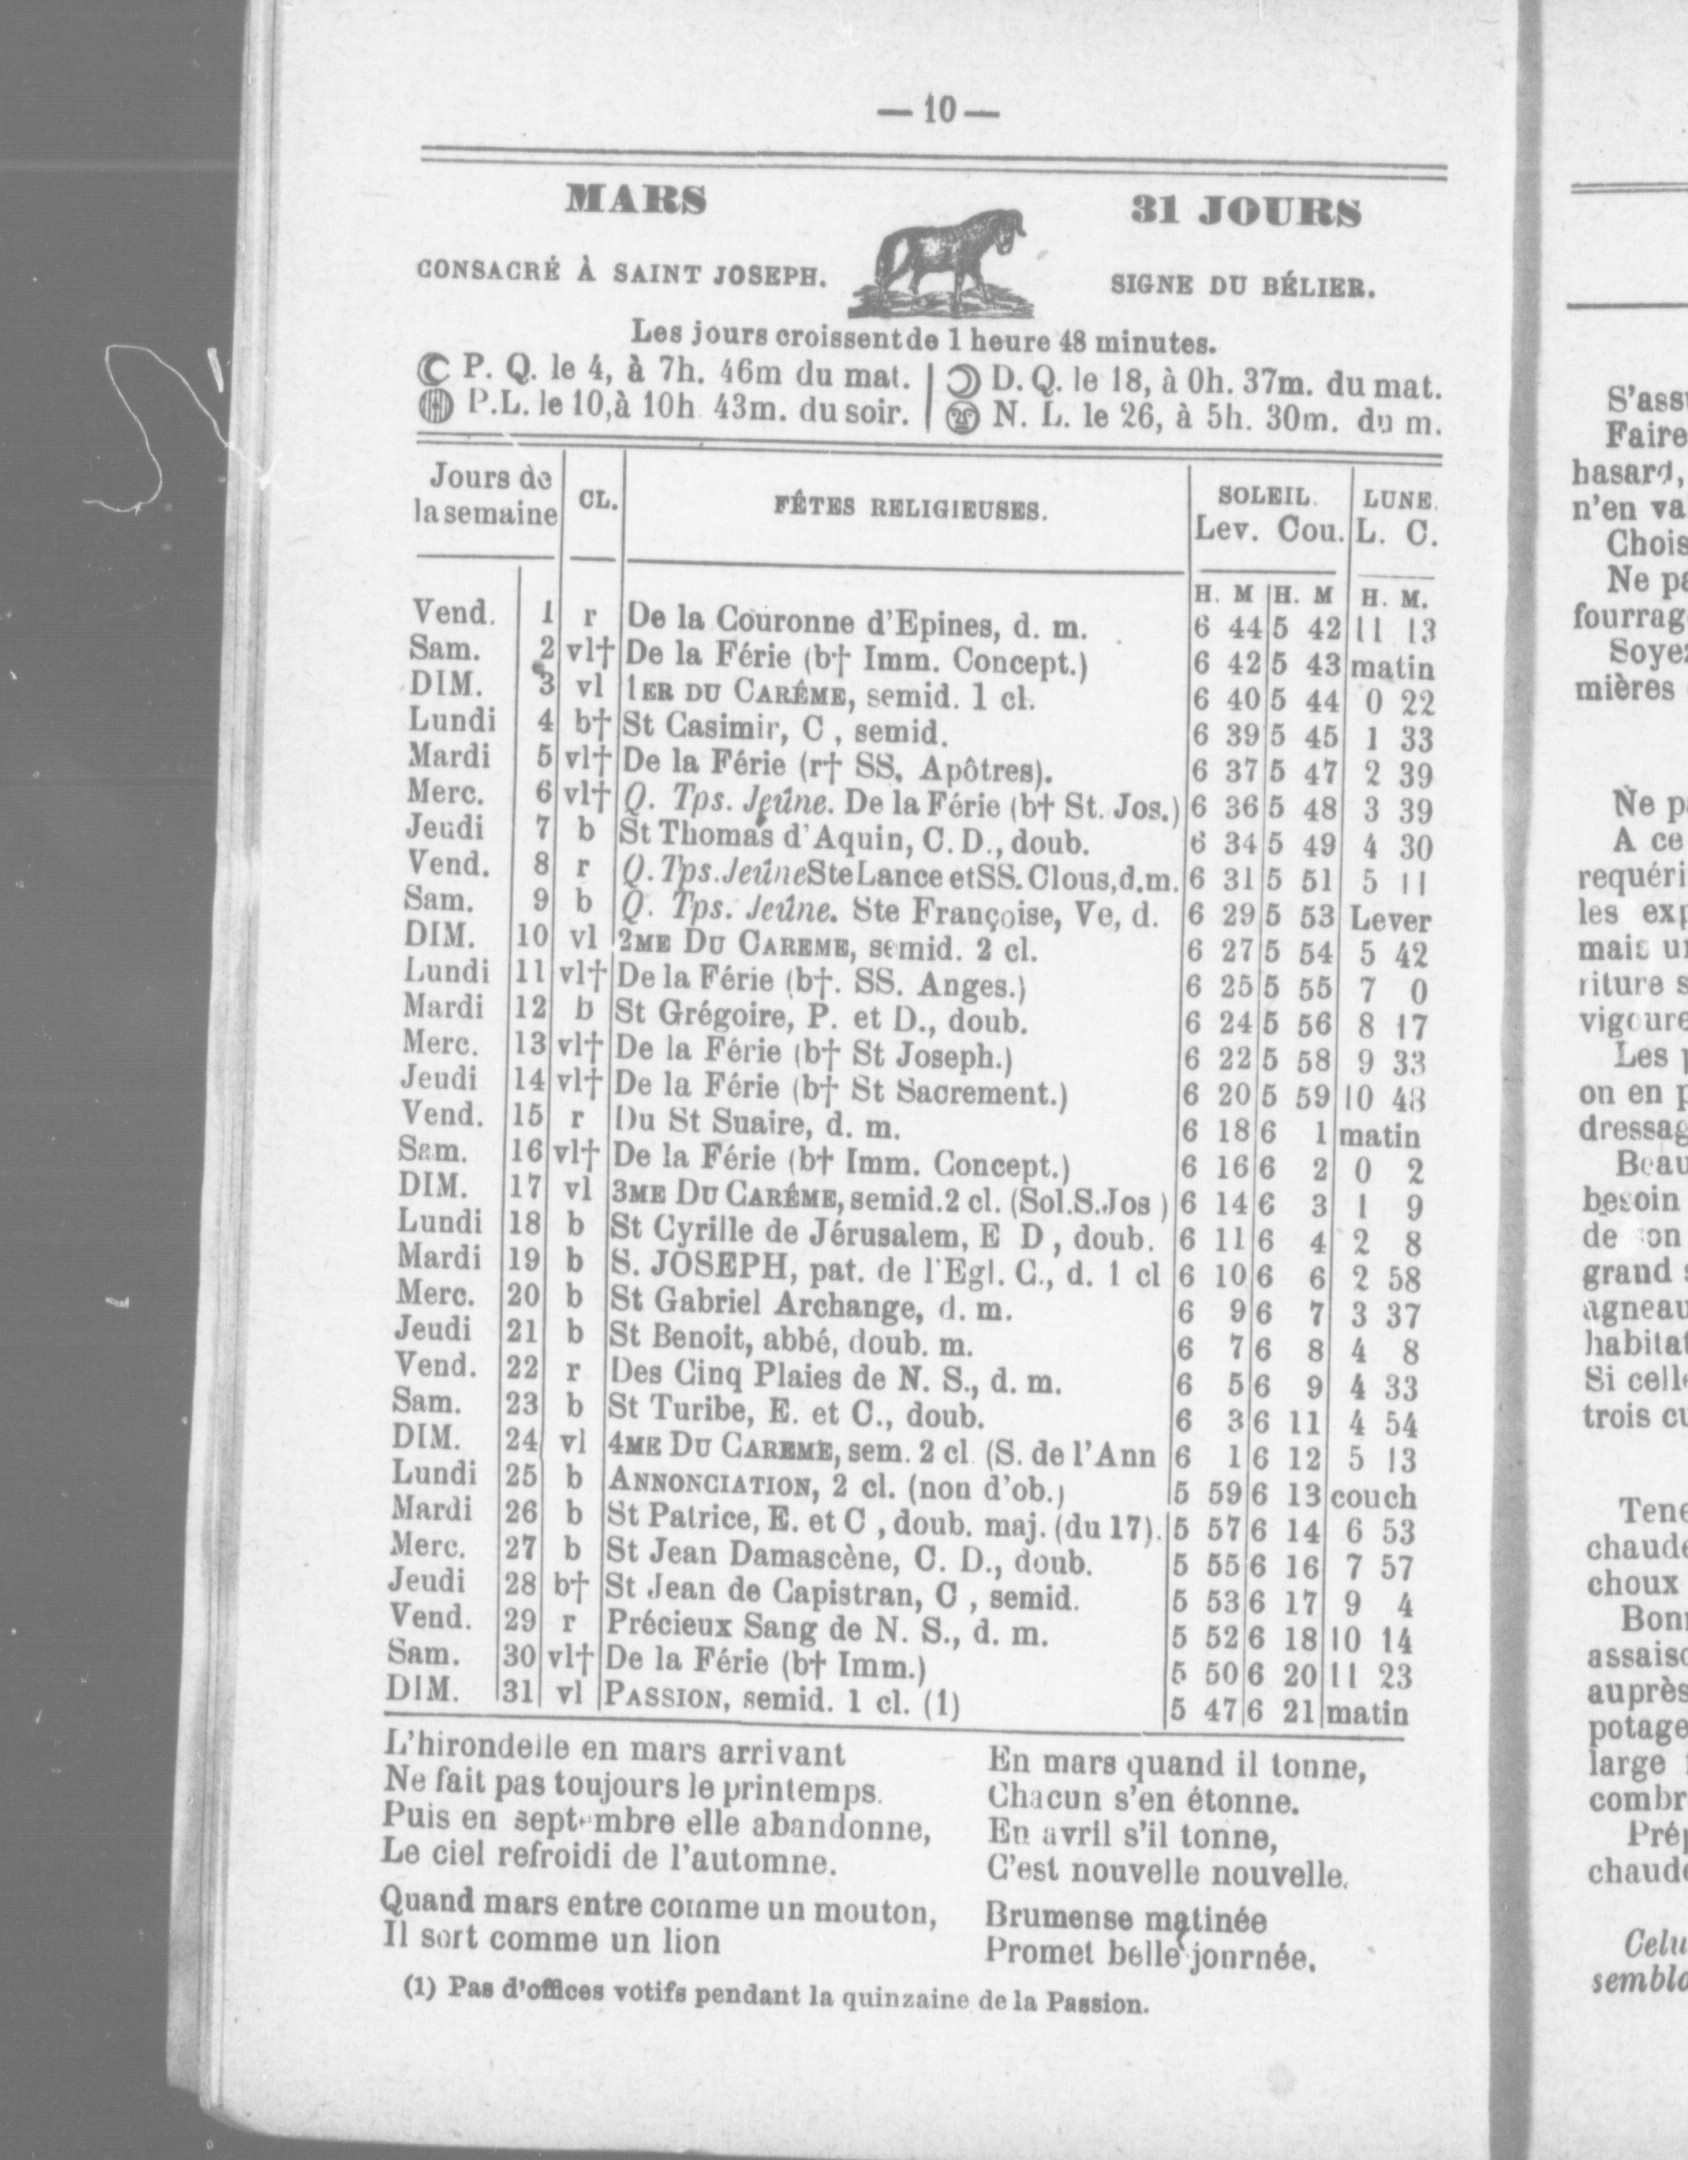 — 10 —
MARS
31 JOURS
CONSACRÉ À SAINT JOSEPH.
SIGNE DU BÉLIER.
Les jours croissent de 1 heure 48 minutes.
P. Q. le 4, à 7h. 46m du mat.
D. Q. le 18, à 0h. 37m. du mat.
P.L. le 10, à 10h 43m. du soir.
N. L. le 26, à 5h. 30m. du m.
Jours de la semaine CL. FÊTES RELIGIEUSES. SOLEIL. Lev. Cou. LUNE. L. C.
H. M H. M H. M.
Vend. 1 r De la Couronne d'Epines, d. m. 6 44 5 42 11 13
Sam. 2 vl† De la Férie (b† Imm. Concept.) 6 42 5 43 matin
DIM. 3 vl 1ER DU CARÊME, semid. 1 cl. 6 40 5 44 0 22
Lundi 4 b† St Casimir, C , semid. 6 39 5 45 1 33
Mardi 5 vl† De la Férie (r† SS. Apôtres). 6 37 5 47 2 39
Merc. 6 vl† Q. Tps. Jeûne. De la Férie (b† St. Jos.) 6 36 5 48 3 39
Jeudi 7 b St Thomas d'Aquin, C. D., doub. 6 34 5 49 4 30
Vend. 8 r Q. Tps. Jeûne Ste Lance et SS. Clous, d.m. 6 31 5 51 5 11
Sam. 9 b Q. Tps. Jeûne. Ste Françoise, Ve, d. 6 29 5 53 Lever
DIM. 10 vl 2ME DU CAREME, semid. 2 cl. 6 27 5 54 5 42
Lundi 11 vl† De la Férie (b†. SS. Anges.) 6 25 5 55 7 0
Mardi 12 b St Grégoire, P. et D., doub. 6 24 5 56 8 17
Merc. 13 vl† De la Férie (b† St Joseph.) 6 22 5 58 9 33
Jeudi 14 vl† De la Férie (b† St Sacrement.) 6 20 5 59 10 48
Vend. 15 r Du St Suaire, d. m. 6 18 6 1 matin
Sam. 16 vl† De la Férie (b† Imm. Concept.) 6 16 6 2 0 2
DIM. 17 vl 3ME DU CARÊME, semid. 2 cl. (Sol. S. Jos ) 6 14 6 3 1 9
Lundi 18 b St Cyrille de Jérusalem, E D , doub. 6 11 6 4 2 8
Mardi 19 b S. JOSEPH, pat. de l'Egl. C., d. 1 cl 6 10 6 6 2 58
Merc. 20 b St Gabriel Archange, d. m. 6 9 6 7 3 37
Jeudi 21 b St Benoit, abbé, doub. m. 6 7 6 8 4 8
Vend. 22 r Des Cinq Plaies de N. S., d. m. 6 5 6 9 4 33
Sam. 23 b St Turibe, E. et C., doub. 6 3 6 11 4 54
DIM. 24 vl 4ME DU CAREME, sem. 2 cl (S. de l'Ann 6 1 6 12 5 13
Lundi 25 b ANNONCIATION, 2 cl. (non d'ob.) 5 59 6 13 couch
Mardi 26 b St Patrice, E. et C , doub. maj. (du 17). 5 57 6 14 6 53
Merc. 27 b St Jean Damascène, C. D., doub. 5 55 6 16 7 57
Jeudi 28 b† St Jean de Capistran, C , semid. 5 53 6 17 9 4
Vend. 29 r Précieux Sang de N. S., d. m. 5 52 6 18 10 14
Sam. 30 vl† De la Férie (b† Imm.) 5 50 6 20 11 23
DIM. 31 vl PASSION, semid. 1 cl. (1) 5 47 6 21 matin
L'hirondelle en mars arrivant
Ne fait pas toujours le printemps.
Puis en septembre elle abandonne,
Le ciel refroidi de l'automne.
Quand mars entre comme un mouton,
Il sort comme un lion
En mars quand il tonne,
Chacun s'en étonne.
En avril s'il tonne,
C'est nouvelle nouvelle.
Brumense matinée
Promet belle jonrnée.
(1) Pas d'offices votifs pendant la quinzaine de la Passion.
Faire
hasard,
n'en
fourrag
mières
A ce
requéri
les
riture
Les
on en
besoin
de
grand
Si
trois
choux
large